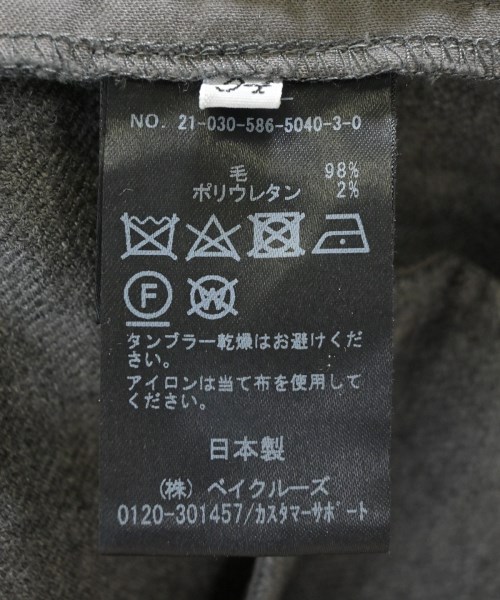 NO. 21-030-586-5040-3-0
毛 98%
ポリウレタン 2%
F
W
タンブラー乾燥はお避けくだ
さい。
アイロンは当て布を使用して
ください。
日本製
(株) ベイクルーズ
0120-301457/ｶｽﾀﾏｰｻﾎﾟｰﾄ